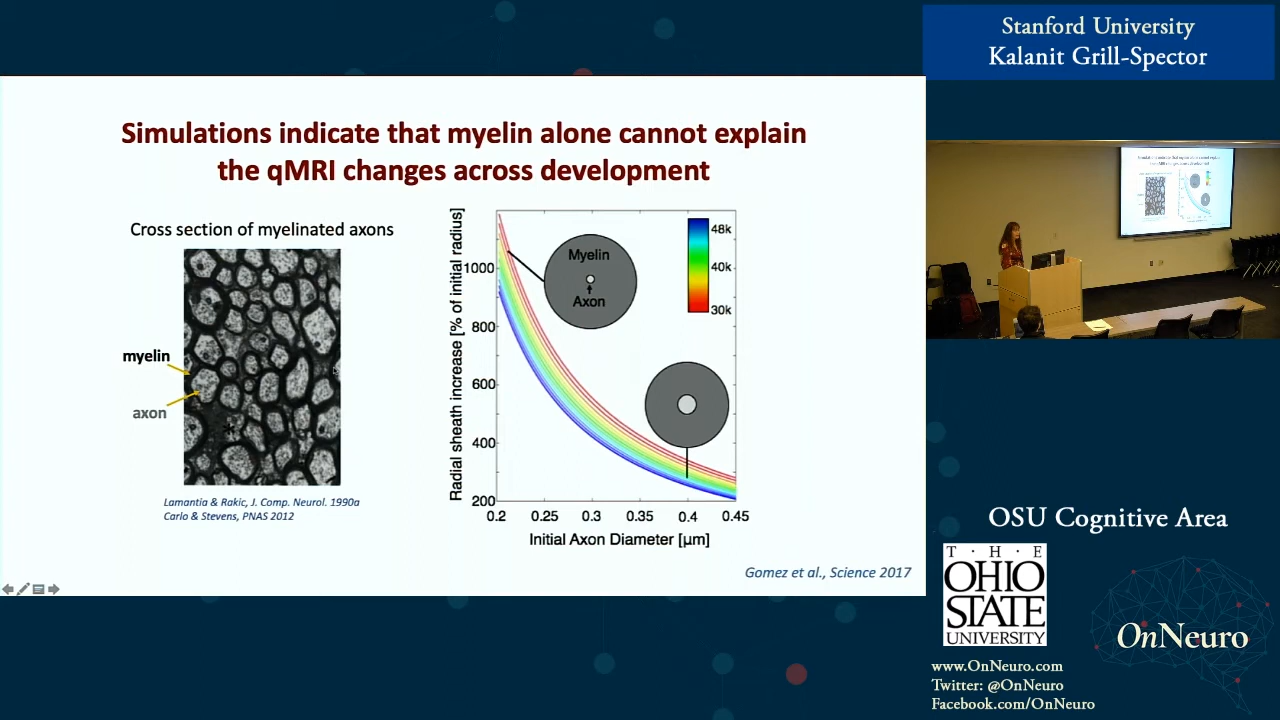 Stanford University
Kalanit Grill-Spector
Simulations indicate that myelin alone cannot explain
the qMRI changes across development
Cross section of myelinated axons
myelin
axon
*
Lamantia & Rakic, J. Comp. Neurol. 1990a
Carlo & Stevens, PNAS 2012
Radial sheath increase [% of initial radius]
1000
800
600
400
200
0.2
0.25
0.3
0.35
0.4
0.45
Initial Axon Diameter [µm]
Myelin
Axon
48k
40k
30k
Gomez et al., Science 2017
OSU Cognitive Area
T · H · E
OHIO
STATE
UNIVERSITY
OnNeuro
www.OnNeuro.com
Twitter: @OnNeuro
Facebook.com/OnNeuro